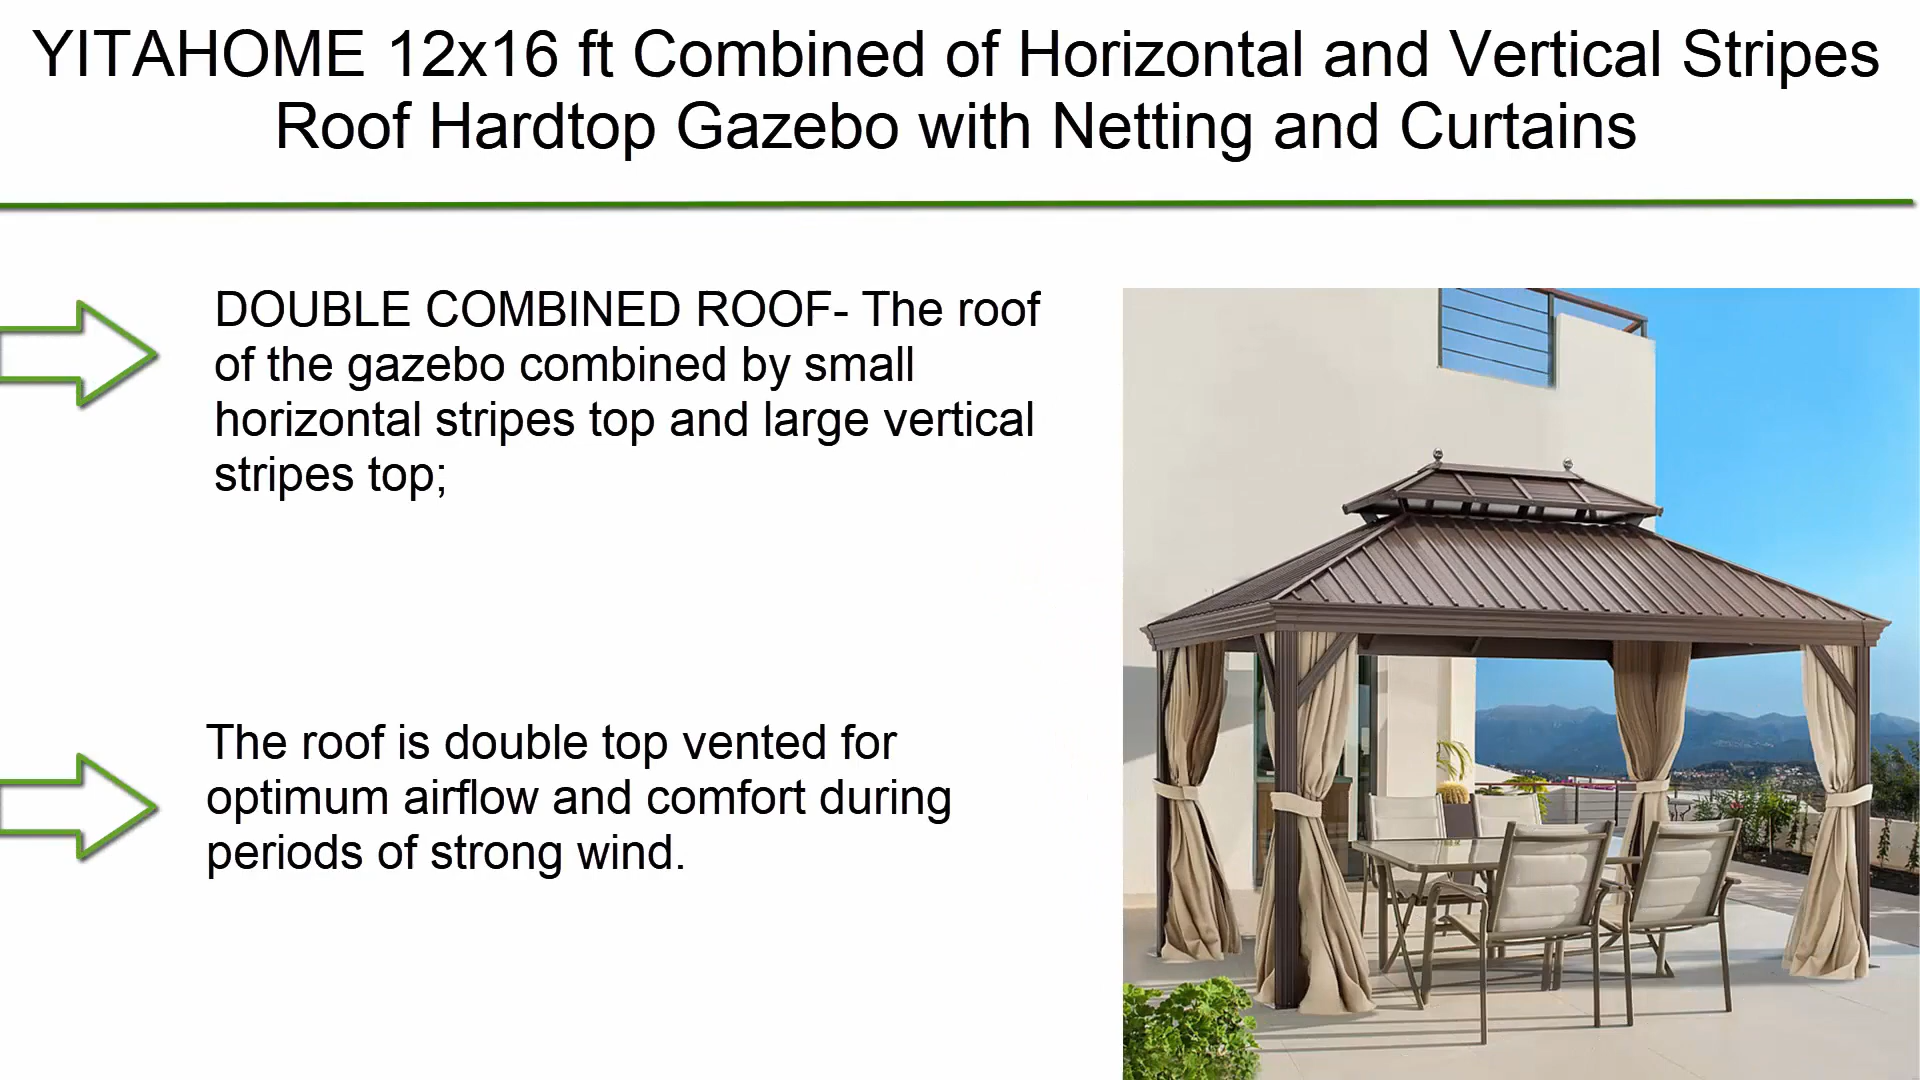 YITAHOME 12x16 ft Combined of Horizontal and Vertical Stripes
Roof Hardtop Gazebo with Netting and Curtains
DOUBLE COMBINED ROOF- The roof
of the gazebo combined by small
horizontal stripes top and large vertical
stripes top;
The roof is double top vented for
optimum airflow and comfort during
periods of strong wind.